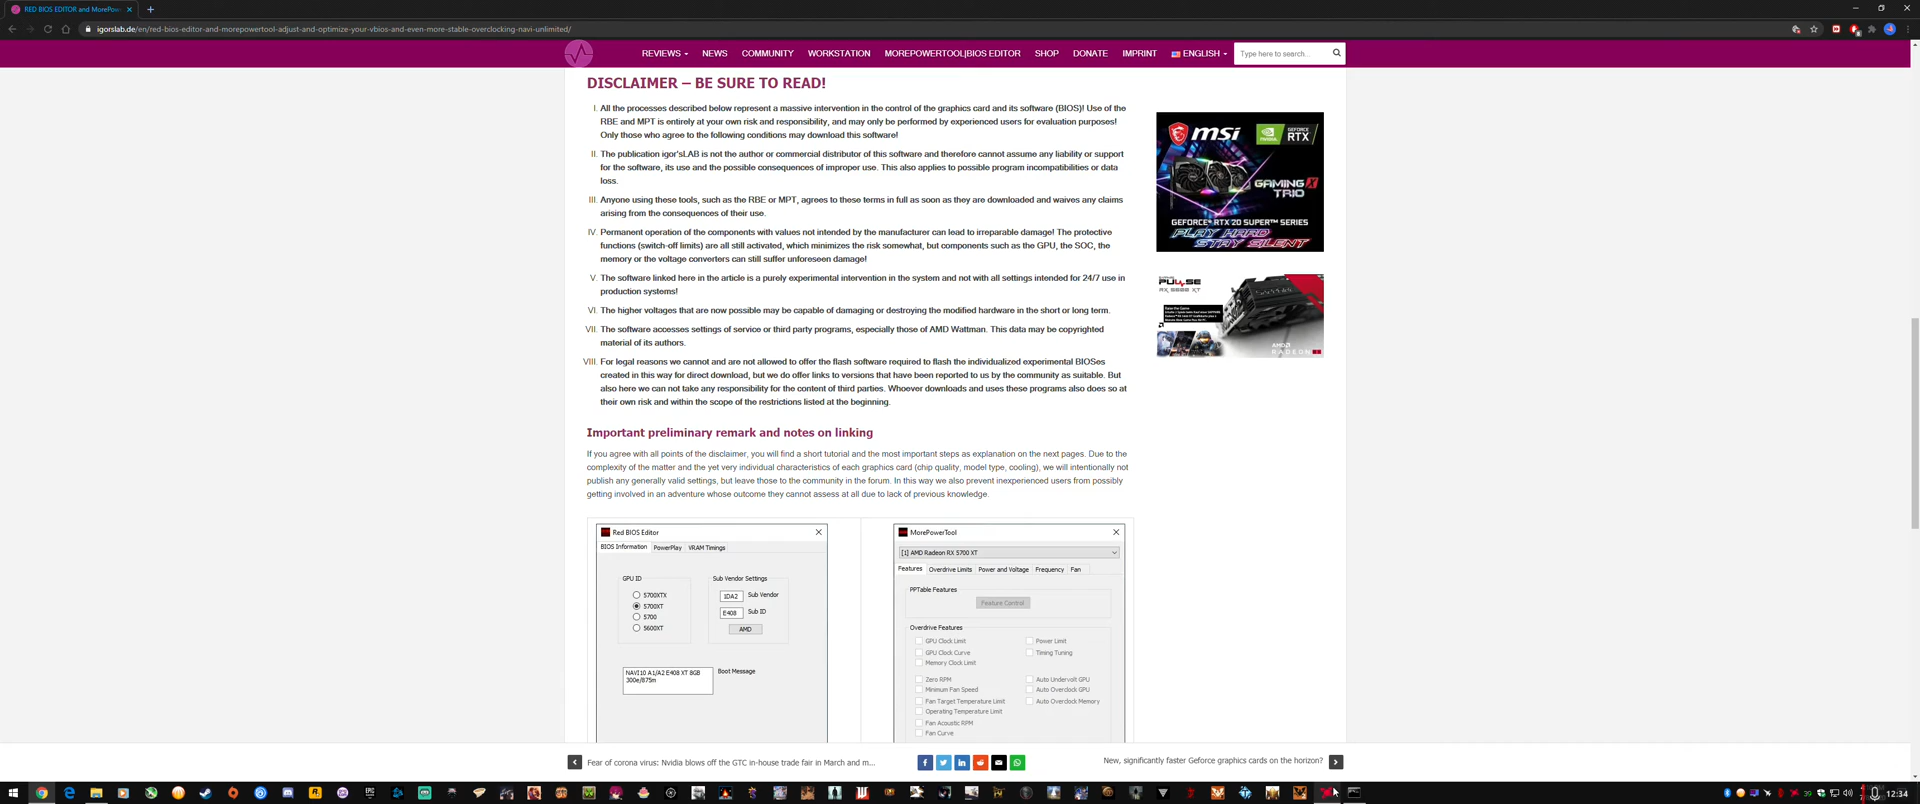 RED BIOS EDITOR and MorePow
igorslab.de/en/red-bios-editor-and-morepowertool-adjust-and-optimize-your-vbios-and-even-more-stable-overclocking-navi-unlimited/
REVIEWS NEWS COMMUNITY WORKSTATION MOREPOWERTOOL|BIOS EDITOR SHOP DONATE IMPRINT ENGLISH Type here to search...
DISCLAIMER – BE SURE TO READ!
I. All the processes described below represent a massive intervention in the control of the graphics card and its software (BIOS)! Use of the
RBE and MPT is entirely at your own risk and responsibility, and may only be performed by experienced users for evaluation purposes!
Only those who agree to the following conditions may download this software!
II. The publication igor'sLAB is not the author or commercial distributor of this software and therefore cannot assume any liability or support
for the software, its use and the possible consequences of improper use. This also applies to possible program incompatibilities or data
loss.
III. Anyone using these tools, such as the RBE or MPT, agrees to these terms in full as soon as they are downloaded and waives any claims
arising from the consequences of their use.
IV. Permanent operation of the components with values not intended by the manufacturer can lead to irreparable damage! The protective
functions (switch-off limits) are all still activated, which minimizes the risk somewhat, but components such as the GPU, the SOC, the
memory or the voltage converters can still suffer unforeseen damage!
V. The software linked here in the article is a purely experimental intervention in the system and not with all settings intended for 24/7 use in
production systems!
VI. The higher voltages that are now possible may be capable of damaging or destroying the modified hardware in the short or long term.
VII. The software accesses settings of service or third party programs, especially those of AMD Wattman. This data may be copyrighted
material of its authors.
VIII. For legal reasons we cannot and are not allowed to offer the flash software required to flash the individualized experimental BIOSes
created in this way for direct download, but we do offer links to versions that have been reported to us by the community as suitable. But
also here we can not take any responsibility for the content of third parties. Whoever downloads and uses these programs also does so at
their own risk and within the scope of the restrictions listed at the beginning.
Important preliminary remark and notes on linking
If you agree with all points of the disclaimer, you will find a short tutorial and the most important steps as explanation on the next pages. Due to the
complexity of the matter and the yet very individual characteristics of each graphics card (chip quality, model type, cooling), we will intentionally not
publish any generally valid settings, but leave those to the community in the forum. In this way we also prevent inexperienced users from possibly
getting involved in an adventure whose outcome they cannot assess at all due to lack of previous knowledge.
msi
NVIDIA
GEFORCE
RTX
GAMING X
TRIO
GEFORCE RTX 20 SUPER™ SERIES
PLAY HARD
STAY SILENT
PULSE
RX 5600 XT
AMD
RADEON
Red BIOS Editor
BIOS Information PowerPlay VRAM Timings
GPU ID
5700XTX
5700XT
5700
5600XT
Sub Vendor Settings
1DA2 Sub Vendor
E408 Sub ID
AMD
NAVI10 A1/A2 E408 XT 8GB
300e/875m
Boot Message
MorePowerTool
[1] AMD Radeon RX 5700 XT
Features Overdrive Limits Power and Voltage Frequency Fan
PPTable Features
Feature Control
Overdrive Features
GPU Clock Limit Power Limit
GPU Clock Curve Timing Tuning
Memory Clock Limit
Zero RPM Auto Undervolt GPU
Minimum Fan Speed Auto Overclock GPU
Fan Target Temperature Limit Auto Overclock Memory
Operating Temperature Limit
Fan Acoustic RPM
Fan Curve
Fear of corona virus: Nvidia blows off the GTC in-house trade fair in March and m...
New, significantly faster Geforce graphics cards on the horizon?
EPIC
39
12:34